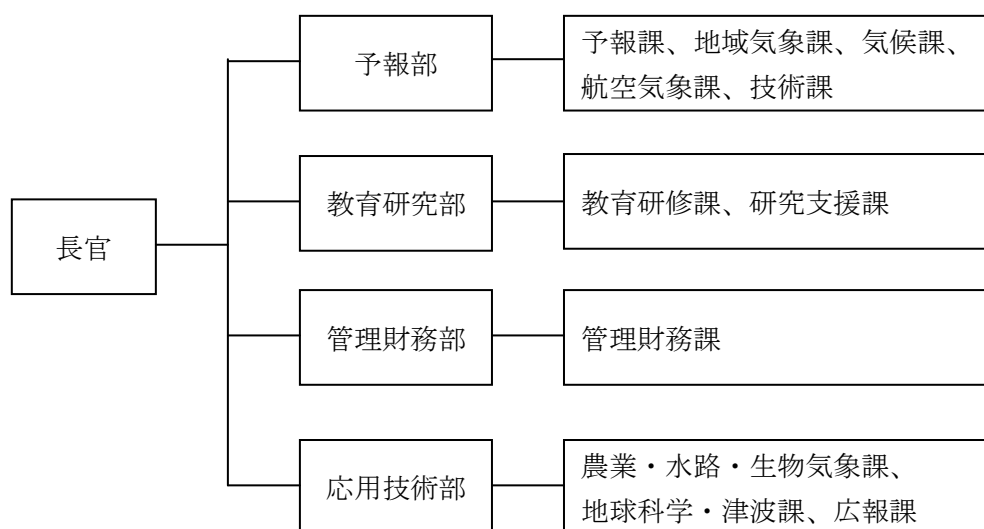 長官
予報部
予報課、地域気象課、気候課、
航空気象課、技術課
教育研究部
教育研修課、研究支援課
管理財務部
管理財務課
応用技術部
農業・水路・生物気象課、
地球科学・津波課、広報課